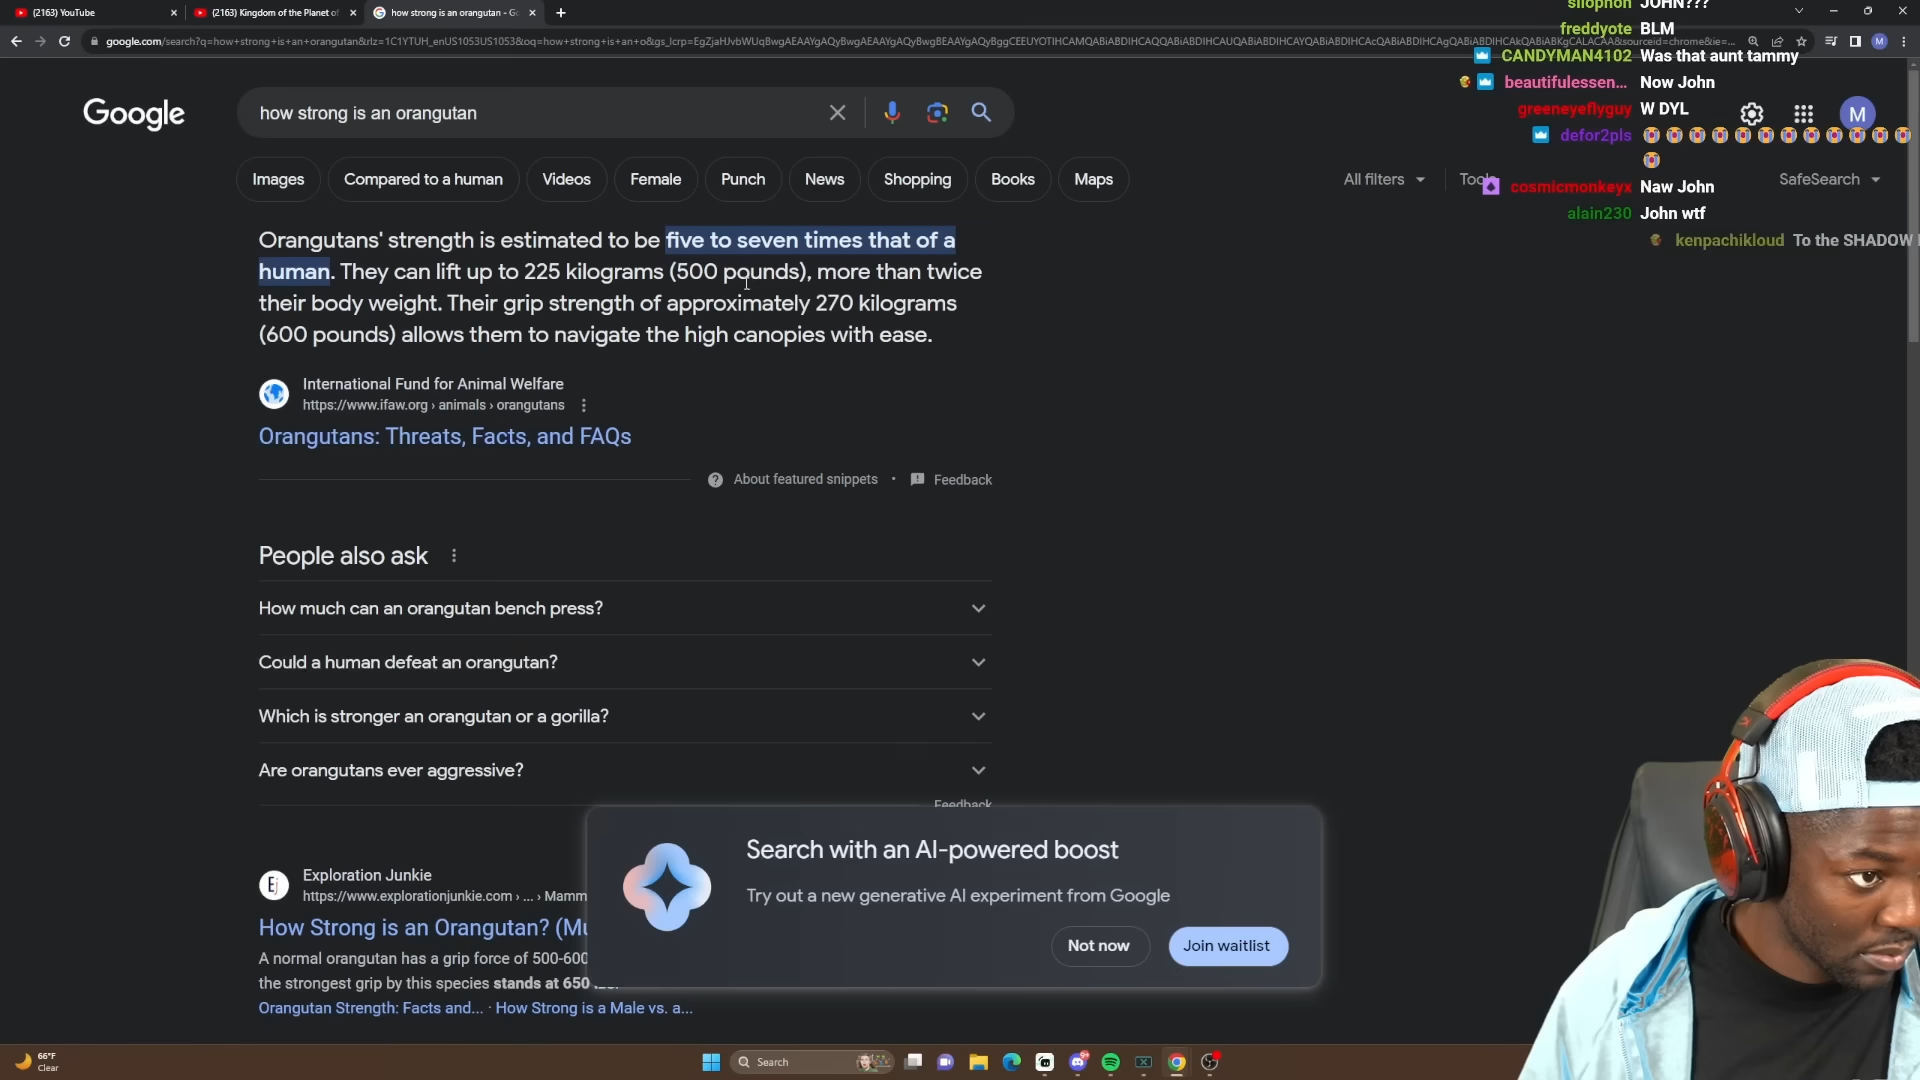 (2163) YouTube
(2163) Kingdom of the Planet of
how strong is an orangutan - Go
silophon JOHN???
freddyote BLM
CANDYMAN4102 Was that aunt tammy
beautifulessen... Now John
greeneyeflyguy W DYL
defor2pls
cosmicmonkeyx Naw John
alain230 John wtf
kenpachikloud To the SHADOW
Google
how strong is an orangutan
M
Images
Compared to a human
Videos
Female
Punch
News
Shopping
Books
Maps
All filters
Tools
SafeSearch
Orangutans' strength is estimated to be five to seven times that of a
human. They can lift up to 225 kilograms (500 pounds), more than twice
their body weight. Their grip strength of approximately 270 kilograms
(600 pounds) allows them to navigate the high canopies with ease.
International Fund for Animal Welfare
https://www.ifaw.org › animals › orangutans
Orangutans: Threats, Facts, and FAQs
About featured snippets • Feedback
People also ask
How much can an orangutan bench press?
Could a human defeat an orangutan?
Which is stronger an orangutan or a gorilla?
Are orangutans ever aggressive?
Feedback
Search with an AI-powered boost
Try out a new generative AI experiment from Google
Not now
Join waitlist
Exploration Junkie
https://www.explorationjunkie.com › ... › Mamm
How Strong is an Orangutan? (Mu
A normal orangutan has a grip force of 500-600
the strongest grip by this species stands at 650
Orangutan Strength: Facts and... · How Strong is a Male vs. a...
66°F
Clear
Search